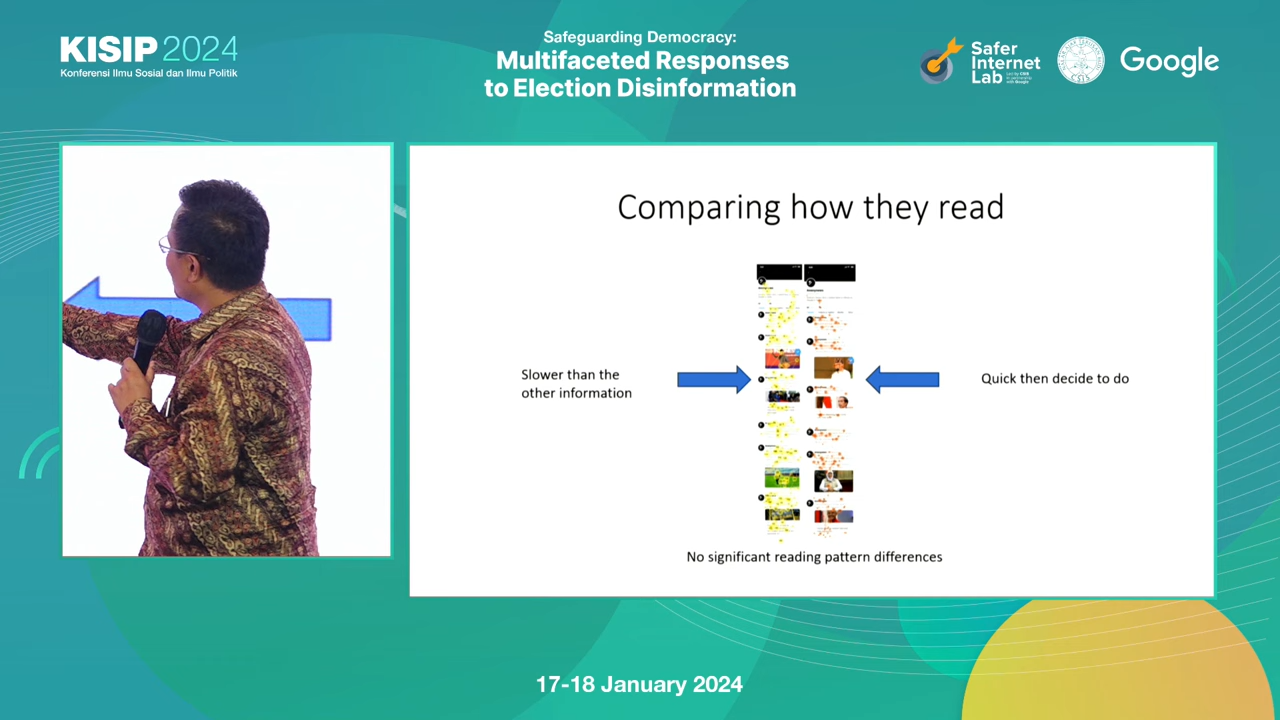 KISIP 2024
Konferensi Ilmu Sosial dan Ilmu Politik
Safeguarding Democracy:
Multifaceted Responses
to Election Disinformation
Safer
Internet
Lab
CSIS
Google
Comparing how they read
Slower than the
other information
Quick then decide to do
No significant reading pattern differences
17-18 January 2024